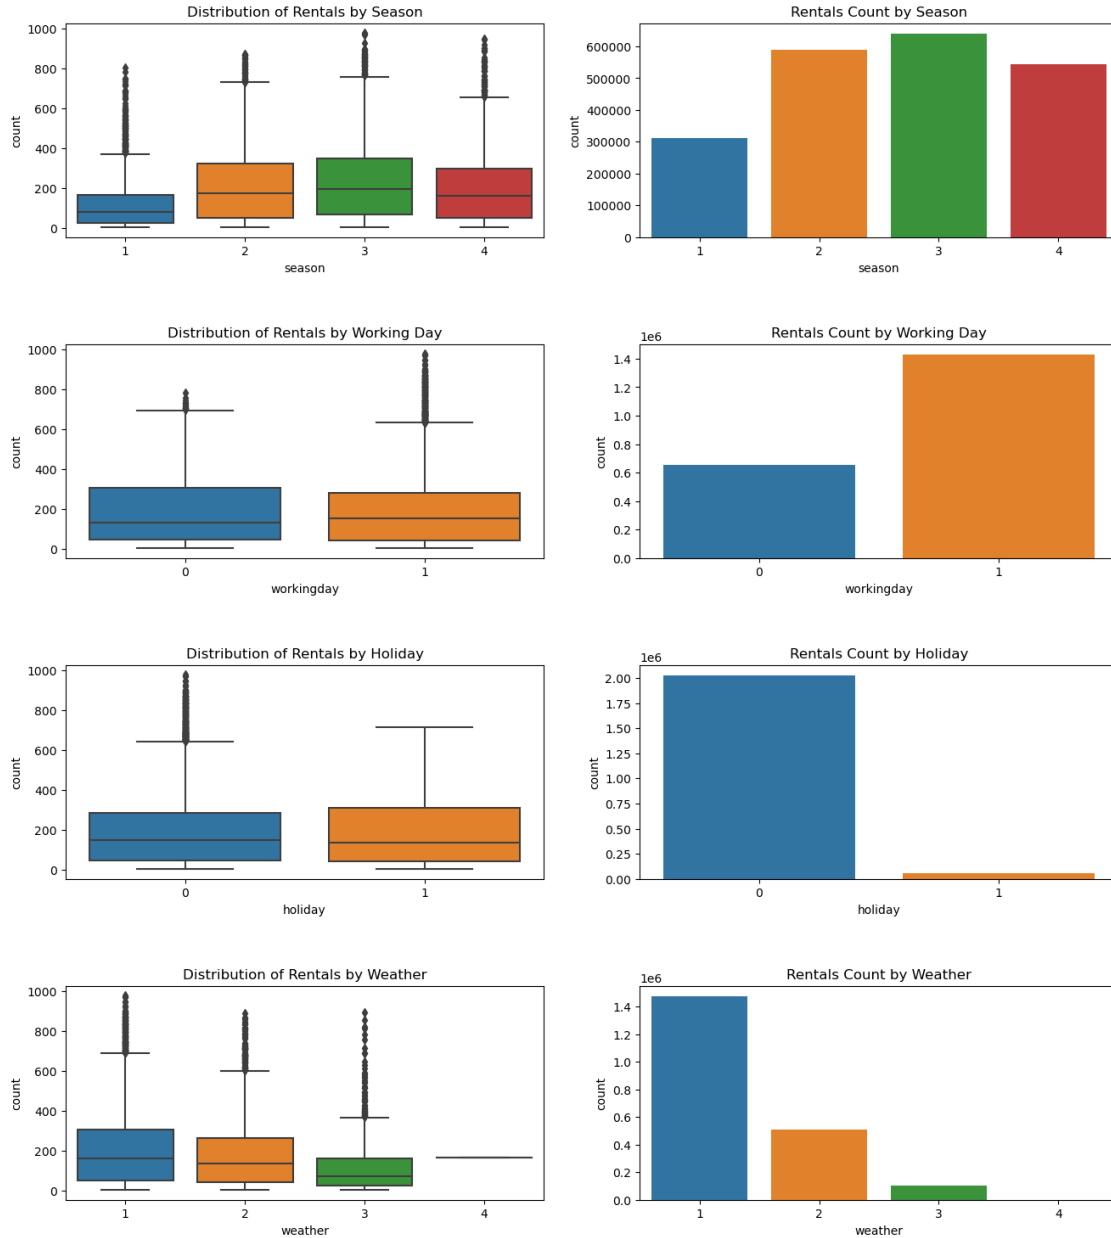 Distribution of Rentals by Season
1000
800
600
400
200
0
count
1 2 3 4
season
Rentals Count by Season
600000
500000
400000
300000
200000
100000
0
count
1 2 3 4
season
Distribution of Rentals by Working Day
1000
800
600
400
200
0
count
0 1
workingday
Rentals Count by Working Day
1e6
1.4
1.2
1.0
0.8
0.6
0.4
0.2
0.0
count
0 1
workingday
Distribution of Rentals by Holiday
1000
800
600
400
200
0
count
0 1
holiday
Rentals Count by Holiday
1e6
2.00
1.75
1.50
1.25
1.00
0.75
0.50
0.25
0.00
count
0 1
holiday
Distribution of Rentals by Weather
1000
800
600
400
200
0
count
1 2 3 4
weather
Rentals Count by Weather
1e6
1.4
1.2
1.0
0.8
0.6
0.4
0.2
0.0
count
1 2 3 4
weather